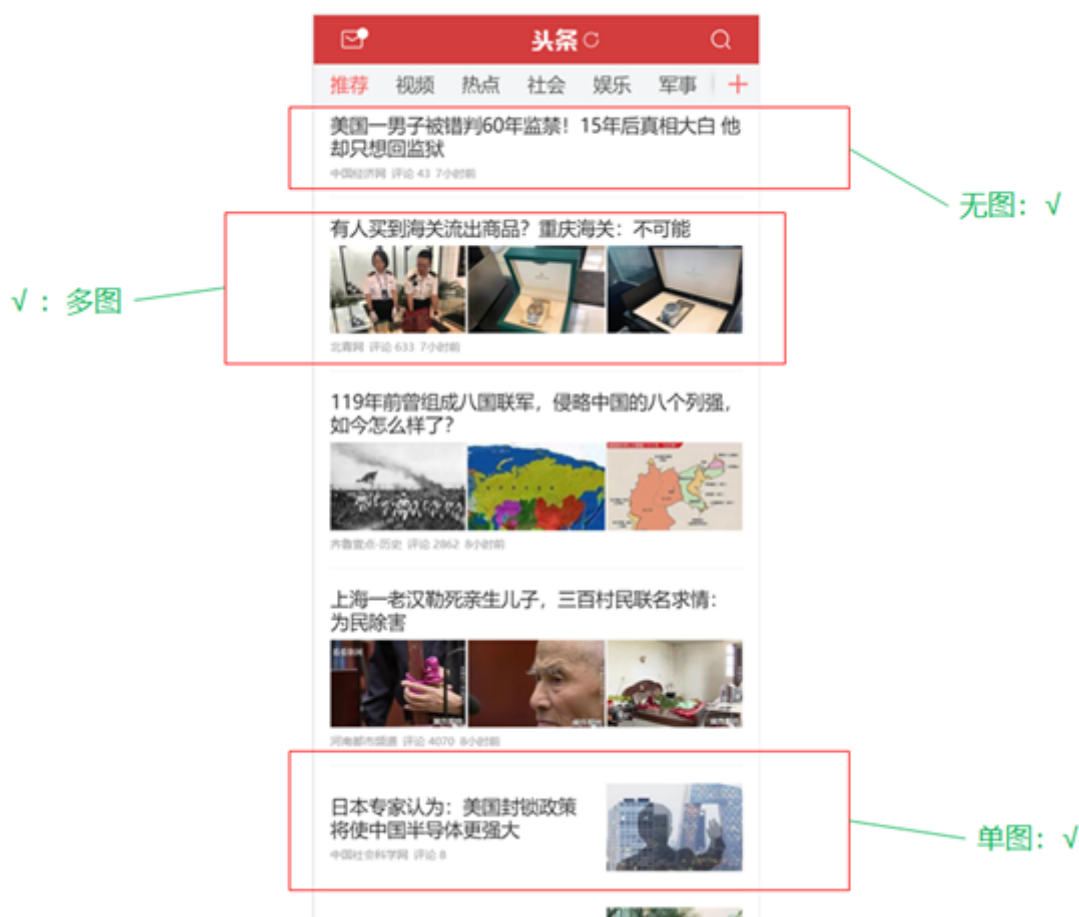 头条
推荐 视频 热点 社会 娱乐 军事
美国一男子被错判60年监禁！15年后真相大白 他
却只想回监狱
中国经济网 评论 43 7小时前
无图：√
有人买到海关流出商品？重庆海关：不可能
√ ：多图
北青网 评论 633 7小时前
119年前曾组成八国联军，侵略中国的八个列强，
如今怎么样了？
齐鲁壹点·历史 评论 2862 8小时前
上海一老汉勒死亲生儿子，三百村民联名求情：
为民除害
河南都市频道 评论 4070 8小时前
日本专家认为：美国封锁政策
将使中国半导体更强大
中国社会科学网 评论 8
单图：√